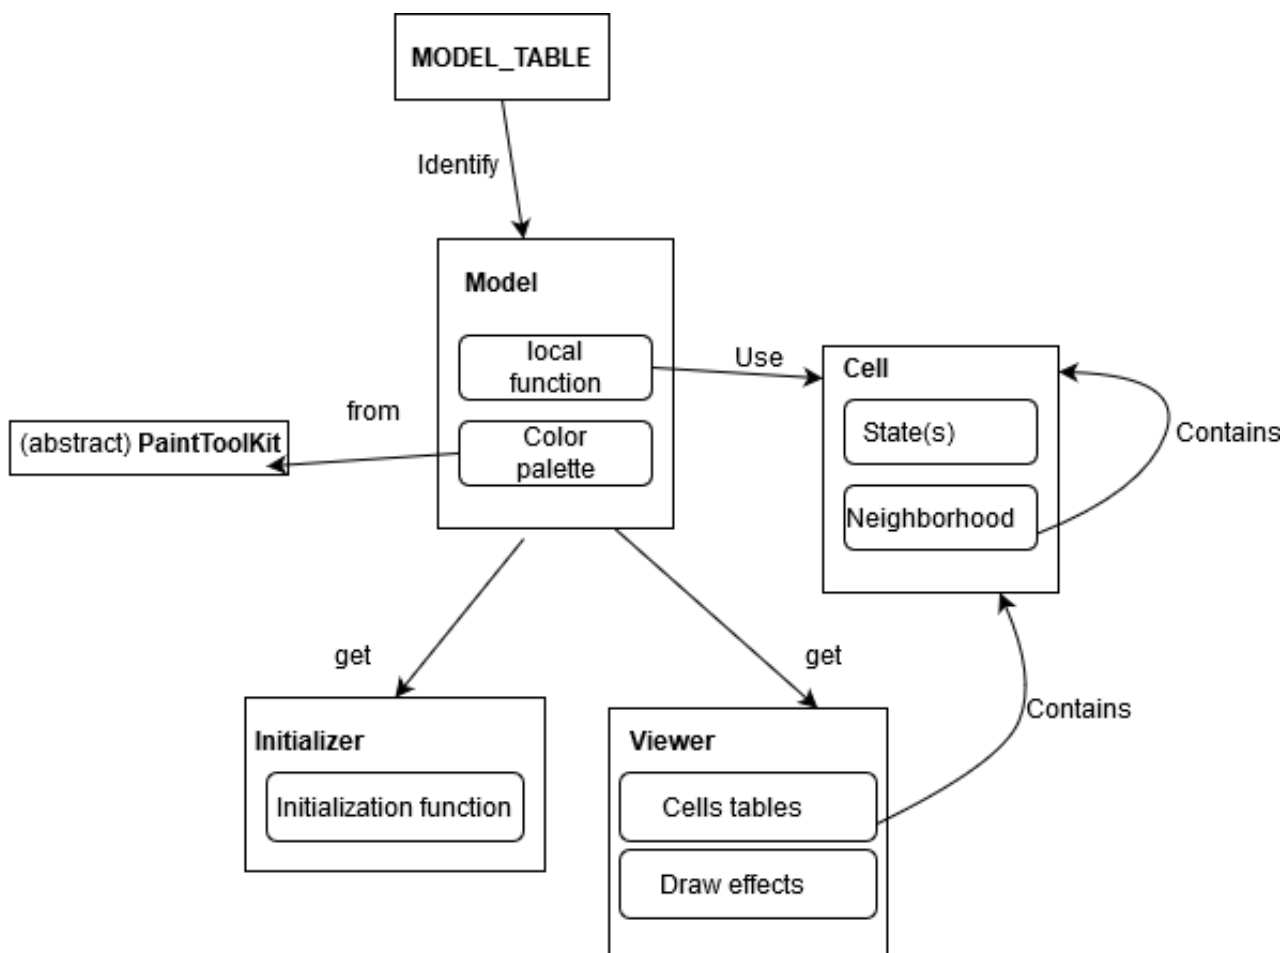 MODEL_TABLE
Identify
Model
local
function
Use
Cell
State(s)
Contains
from
(abstract) PaintToolKit
Color
palette
Neighborhood
get
get
Contains
Initializer
Initialization function
Viewer
Cells tables
Draw effects